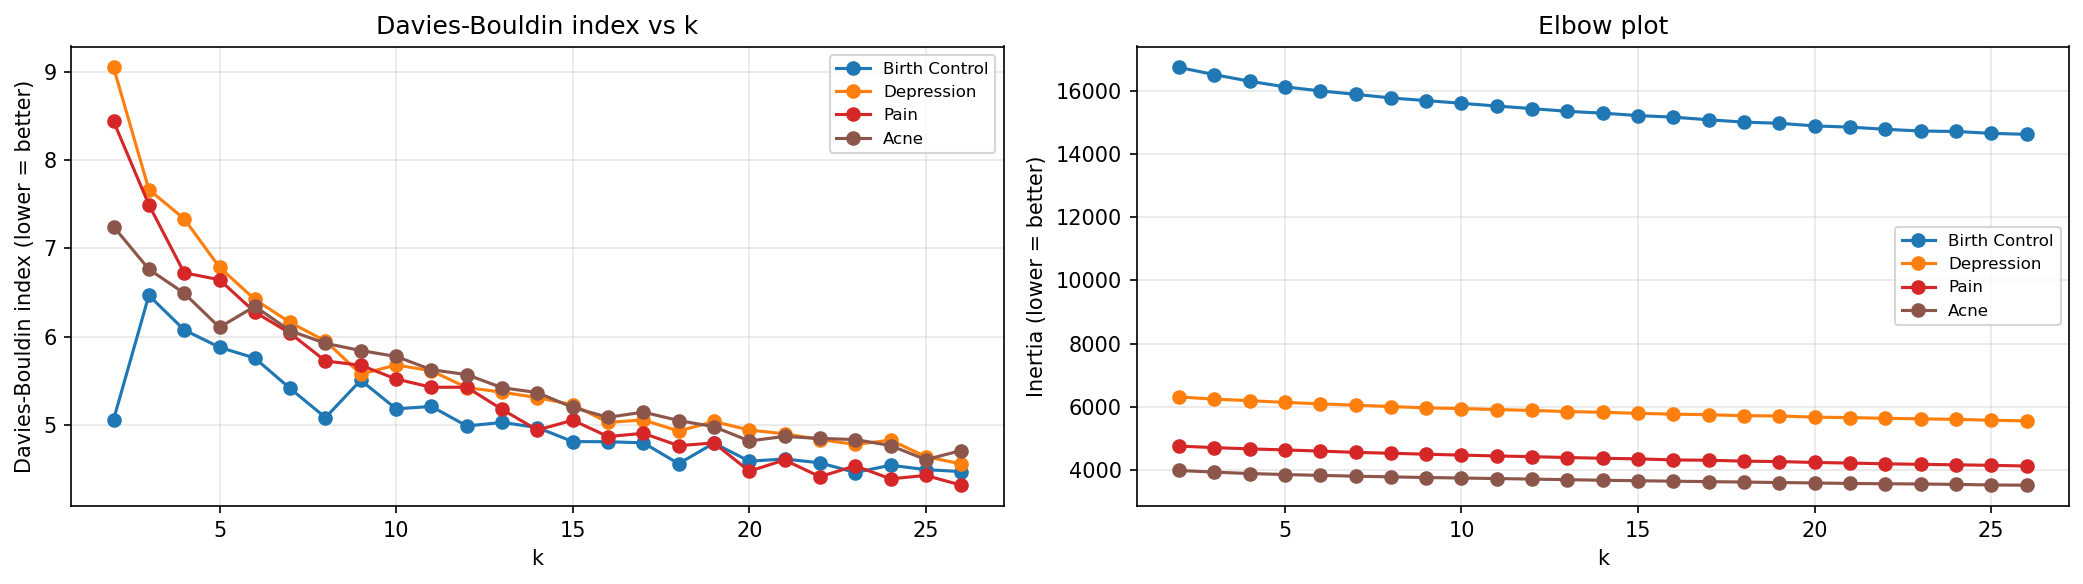 Davies-Bouldin index vs k
Davies-Bouldin index (lower = better)
9
8
7
6
5
Birth Control
Depression
Pain
Acne
5
10
15
20
25
k
Elbow plot
Inertia (lower = better)
16000
14000
12000
10000
8000
6000
4000
Birth Control
Depression
Pain
Acne
5
10
15
20
25
k